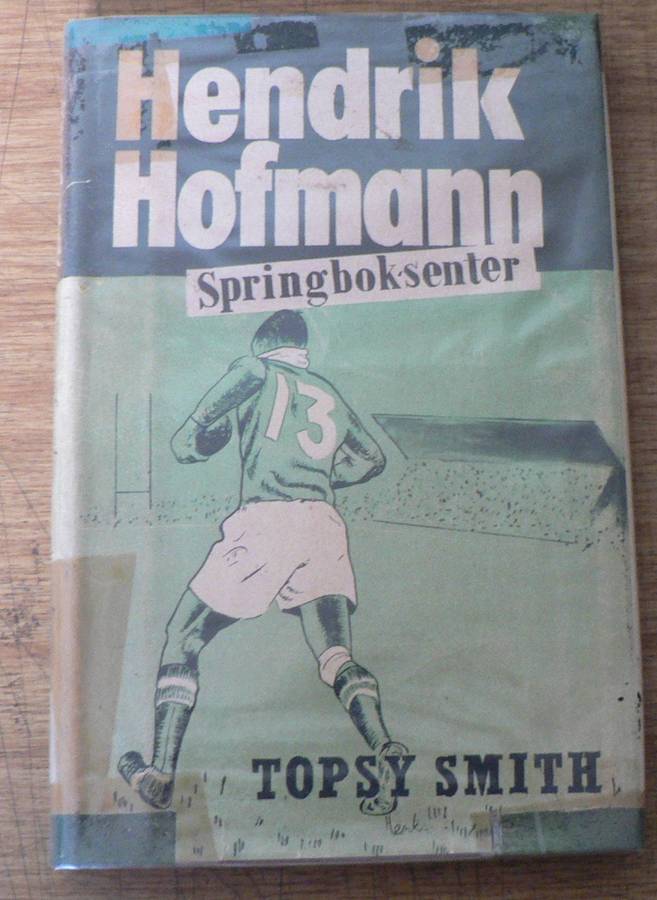 Hendrik
Hofmann
Springboksenter
13
TOPSY SMITH